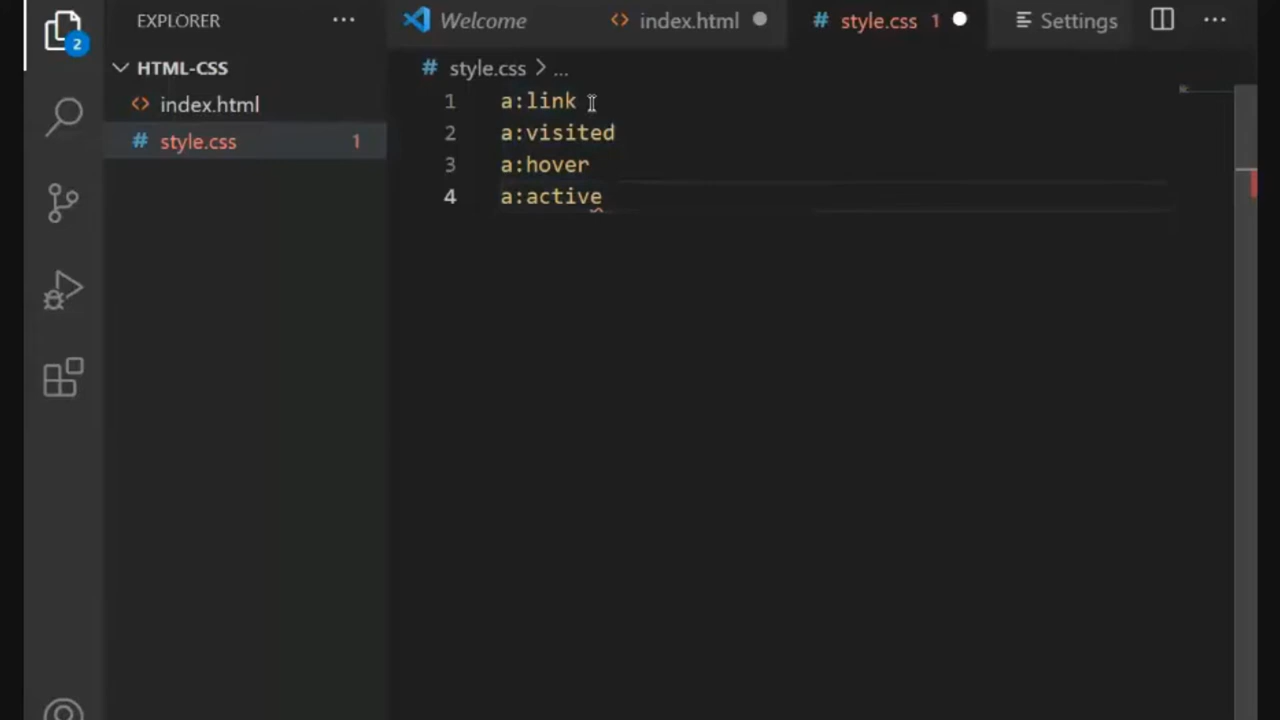 EXPLORER ...
Welcome
index.html
style.css 1
Settings
...
2
HTML-CSS
index.html
style.css 1
style.css > ...
1 a:link
2 a:visited
3 a:hover
4 a:active